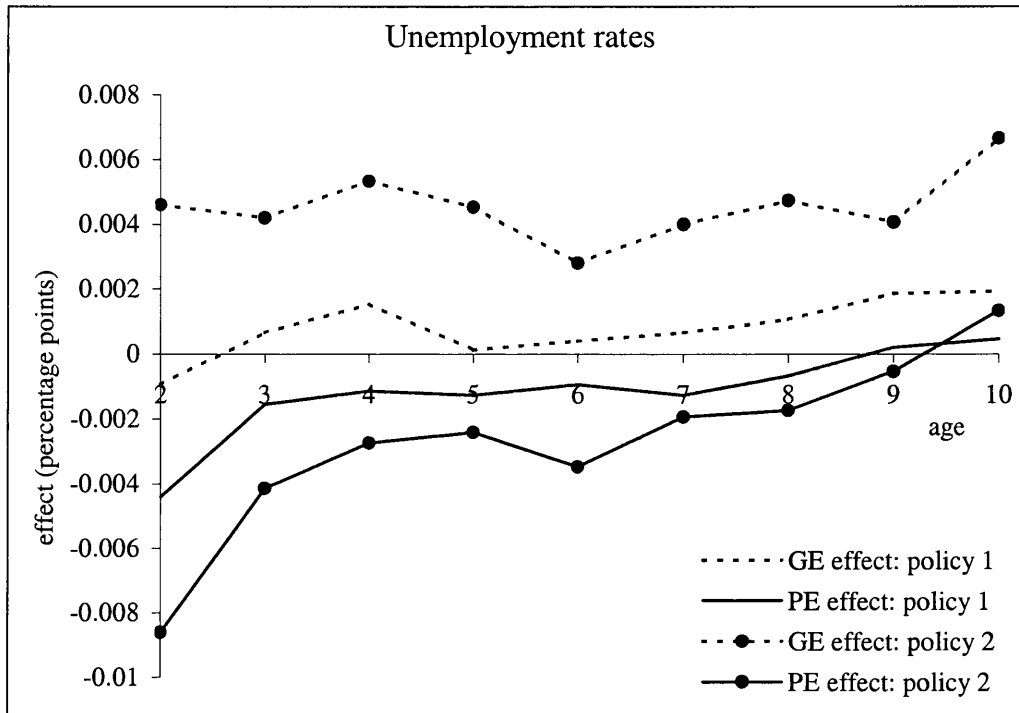 Unemployment rates
0.008
0.006
0.004
0.002
0
-0.002
-0.004
-0.006
-0.008
-0.01
effect (percentage points)
2 3 4 5 6 7 8 9 10
age
GE effect: policy 1
PE effect: policy 1
GE effect: policy 2
PE effect: policy 2